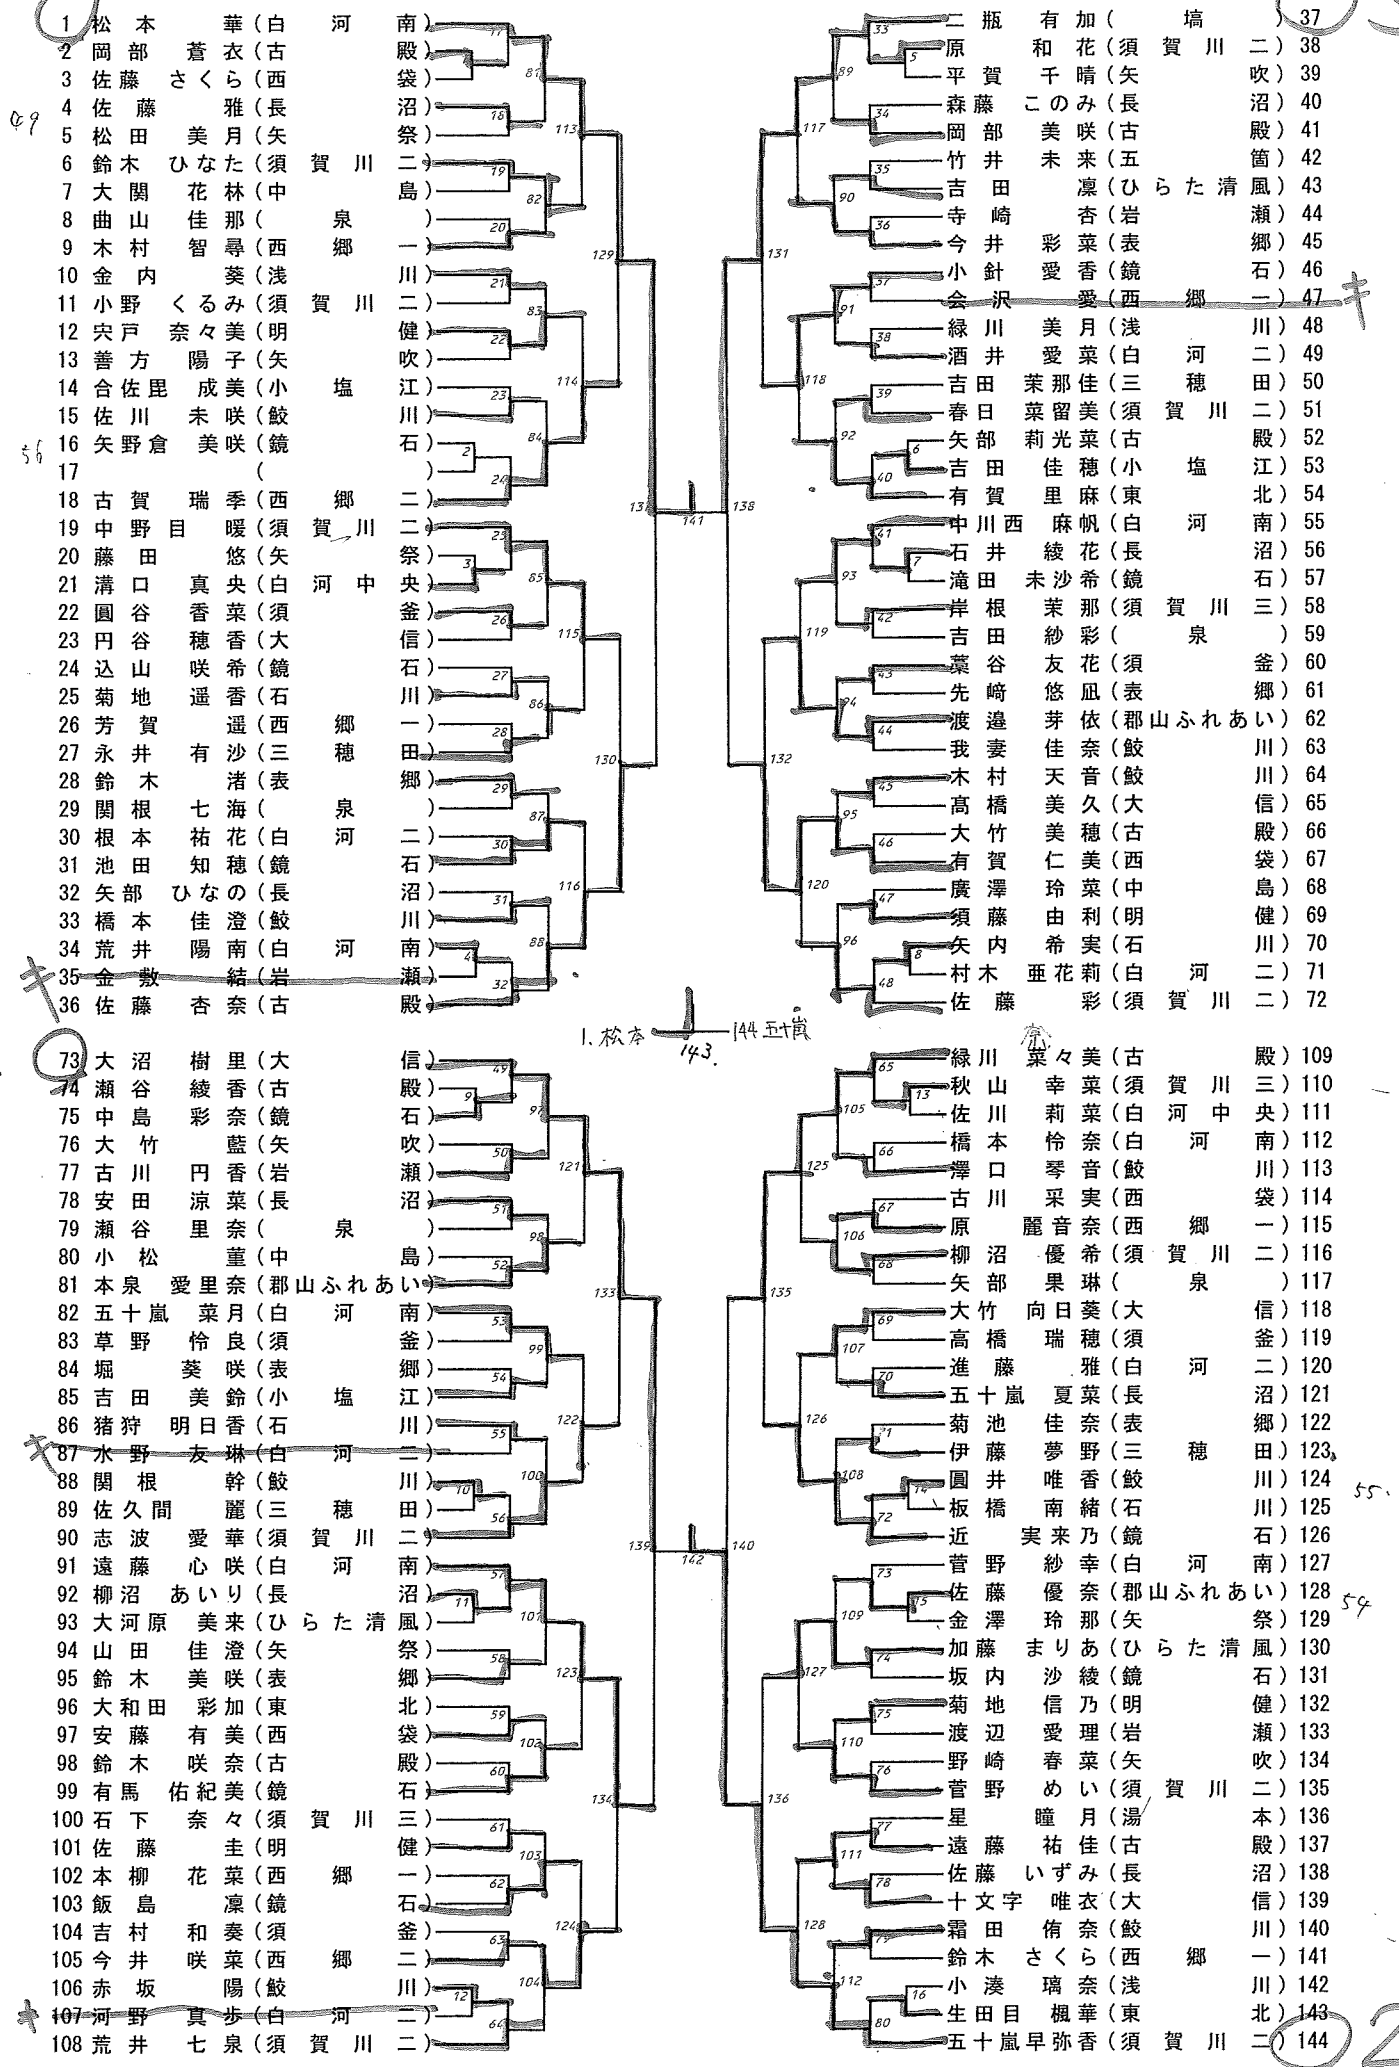 1 松本 華(白河南)
2 岡部 蒼衣(古殿)
3 佐藤 さくら(西袋)
4 佐藤 雅(長沼)
5 松田 美月(矢祭)
6 鈴木 ひなた(須賀川二)
7 大関 花林(中島)
8 曲山 佳那(泉)
9 木村 智尋(西郷一)
10 金内 葵(浅川)
11 小野 くるみ(須賀川二)
12 宍戸 奈々美(明健)
13 善方 陽子(矢吹)
14 合佐毘 成美(小塩江)
15 佐川 未咲(鮫川)
16 矢野倉 美咲(鏡石)
17 ( )
18 古賀 瑞季(西郷二)
19 中野目 暖(須賀川二)
20 藤田 悠(矢祭)
21 溝口 真央(白河中央)
22 圓谷 香菜(須釜)
23 円谷 穂香(大信)
24 込山 咲希(鏡石)
25 菊地 遥香(石川)
26 芳賀 遥(西郷一)
27 永井 有沙(三穂田)
28 鈴木 渚(表郷)
29 関根 七海(泉)
30 根本 祐花(白河二)
31 池田 知穂(鏡石)
32 矢部 ひなの(長沼)
33 橋本 佳澄(鮫川)
34 荒井 陽南(白河南)
キ 35 金敷 結(岩瀬)
36 佐藤 杏奈(古殿)
二瓶 有加(塙)37
原 和花(須賀川二)38
平賀 千晴(矢吹)39
森藤 このみ(長沼)40
岡部 美咲(古殿)41
竹井 未来(五箇)42
吉田 凜(ひらた清風)43
寺崎 杏(岩瀬)44
今井 彩菜(表郷)45
小針 愛香(鏡石)46
会沢 愛(西郷一)47 キ
緑川 美月(浅川)48
酒井 愛菜(白河二)49
吉田 茉那佳(三穂田)50
春日 菜留美(須賀川二)51
矢部 莉光菜(古殿)52
吉田 佳穂(小塩江)53
有賀 里麻(東北)54
中川西 麻帆(白河南)55
石井 綾花(長沼)56
滝田 未沙希(鏡石)57
岸根 茉那(須賀川三)58
吉田 紗彩(泉)59
藁谷 友花(須釜)60
先崎 悠凪(表郷)61
渡邉 芽依(郡山ふれあい)62
我妻 佳奈(鮫川)63
木村 天音(鮫川)64
髙橋 美久(大信)65
大竹 美穂(古殿)66
有賀 仁美(西袋)67
廣澤 玲菜(中島)68
須藤 由利(明健)69
矢内 希実(石川)70
村木 亜花莉(白河二)71
佐藤 彩(須賀川二)72
1.松本 144五十嵐
143.
73 大沼 樹里(大信)
74 瀬谷 綾香(古殿)
75 中島 彩奈(鏡石)
76 大竹 藍(矢吹)
77 古川 円香(岩瀬)
78 安田 涼菜(長沼)
79 瀬谷 里奈(泉)
80 小松 菫(中島)
81 本泉 愛里奈(郡山ふれあい)
82 五十嵐 菜月(白河南)
83 草野 怜良(須釜)
84 堀 葵咲(表郷)
85 吉田 美鈴(小塩江)
86 猪狩 明日香(石川)
キ 87 水野 友琳(白河二)
88 関根 幹(鮫川)
89 佐久間 麗(三穂田)
90 志波 愛華(須賀川二)
91 遠藤 心咲(白河南)
92 柳沼 あいり(長沼)
93 大河原 美来(ひらた清風)
94 山田 佳澄(矢祭)
95 鈴木 美咲(表郷)
96 大和田 彩加(東北)
97 安藤 有美(西袋)
98 鈴木 咲奈(古殿)
99 有馬 佑紀美(鏡石)
100 石下 奈々(須賀川三)
101 佐藤 圭(明健)
102 本柳 花菜(西郷一)
103 飯島 凜(鏡石)
104 吉村 和奏(須釜)
105 今井 咲菜(西郷二)
106 赤坂 陽(鮫川)
キ 107 河野 真歩(白河二)
108 荒井 七泉(須賀川二)
緑川 菜々美(古殿)109
秋山 幸菜(須賀川三)110
佐川 莉菜(白河中央)111
橋本 怜奈(白河南)112
澤口 琴音(鮫川)113
古川 采実(西袋)114
原 麗音奈(西郷一)115
柳沼 優希(須賀川二)116
矢部 果琳(泉)117
大竹 向日葵(大信)118
高橋 瑞穂(須釜)119
進藤 雅(白河二)120
五十嵐 夏菜(長沼)121
菊池 佳奈(表郷)122
伊藤 夢野(三穂田)123
圓井 唯香(鮫川)124
板橋 南緒(石川)125
近 実来乃(鏡石)126
菅野 紗幸(白河南)127
佐藤 優奈(郡山ふれあい)128
金澤 玲那(矢祭)129
加藤 まりあ(ひらた清風)130
坂内 沙綾(鏡石)131
菊地 信乃(明健)132
渡辺 愛理(岩瀬)133
野崎 春菜(矢吹)134
菅野 めい(須賀川二)135
星 瞳月(湯本)136
遠藤 祐佳(古殿)137
佐藤 いずみ(長沼)138
十文字 唯衣(大信)139
霜田 侑奈(鮫川)140
鈴木 さくら(西郷一)141
小湊 璃奈(浅川)142
生田目 楓華(東北)143
五十嵐早弥香(須賀川二)144